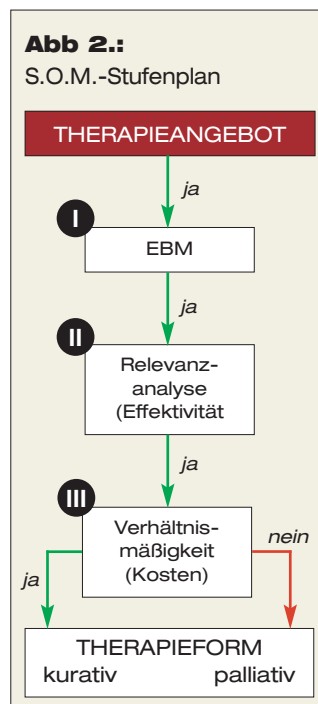 Abb 2.:
S.O.M.-Stufenplan
THERAPIEANGEBOT
ja
I
EBM
ja
II
Relevanz-
analyse
(Effektivität
ja
III
Verhältnis-
mäßigkeit
(Kosten)
ja
nein
THERAPIEFORM
kurativ palliativ